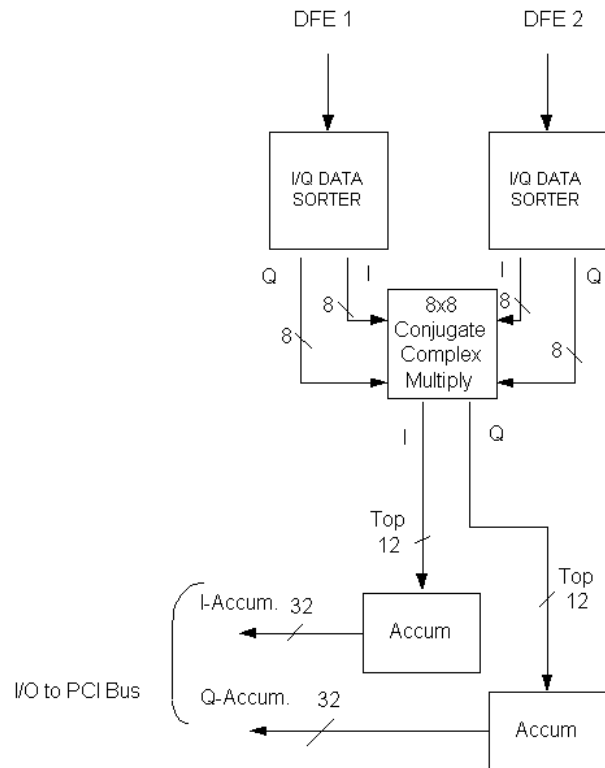 DFE 1
DFE 2
I/Q DATA
SORTER
I/Q DATA
SORTER
Q
I
I
Q
8
8
8
8
8x8
Conjugate
Complex
Multiply
I
Q
Top
12
Top
12
I-Accum.
32
Accum
I/O to PCI Bus
Q-Accum.
32
Accum